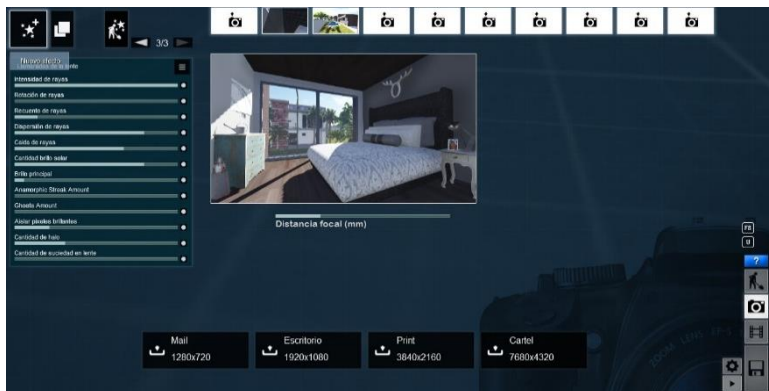 3/3
Nuevo efecto
Intensidad de rayas
Rotación de rayas
Recuento de rayas
Dispersión de rayas
Caída de rayas
Cantidad brillo solar
Brillo principal
Anamorphic Streak Amount
Ghosts Amount
Aislar píxeles brillantes
Cantidad de halo
Cantidad de suciedad en lente
Distancia focal (mm)
F8
U
?
Mail
1280x720
Escritorio
1920x1080
Print
3840x2160
Cartel
7680x4320